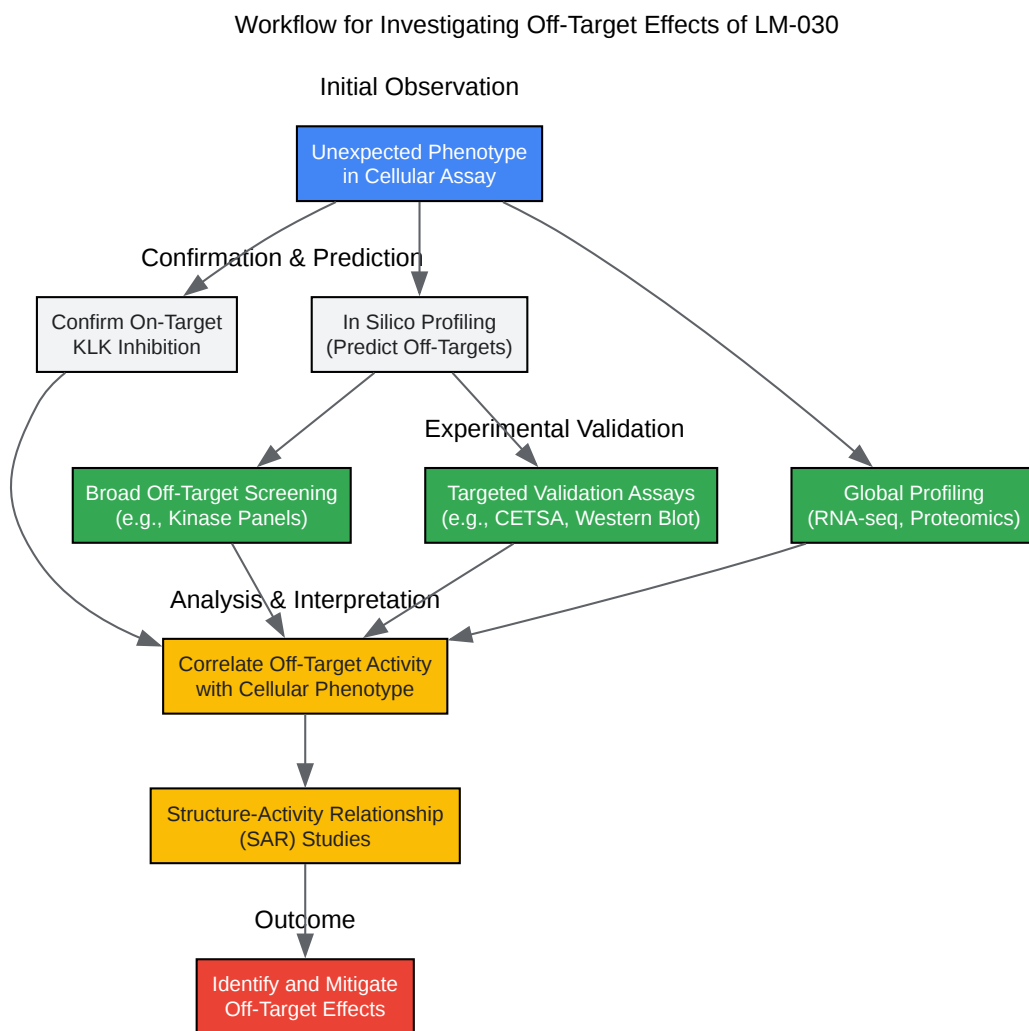 Workflow for Investigating Off-Target Effects of LM-030
Initial Observation
Unexpected Phenotype
in Cellular Assay
Confirmation & Prediction
Confirm On-Target
KLK Inhibition
In Silico Profiling
(Predict Off-Targets)
Experimental Validation
Broad Off-Target Screening
(e.g., Kinase Panels)
Targeted Validation Assays
(e.g., CETSA, Western Blot)
Global Profiling
(RNA-seq, Proteomics)
Analysis & Interpretation
Correlate Off-Target Activity
with Cellular Phenotype
Structure-Activity Relationship
(SAR) Studies
Outcome
Identify and Mitigate
Off-Target Effects